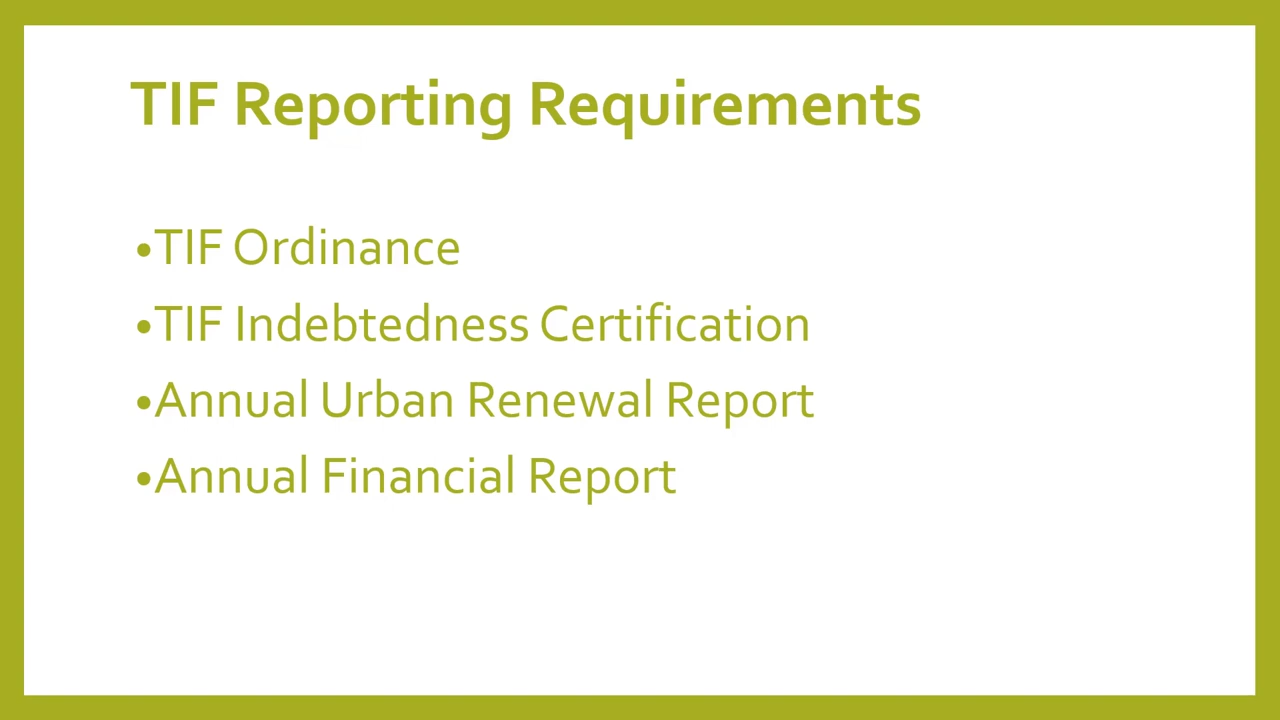 TIF Reporting Requirements
•TIF Ordinance
•TIF Indebtedness Certification
•Annual Urban Renewal Report
•Annual Financial Report